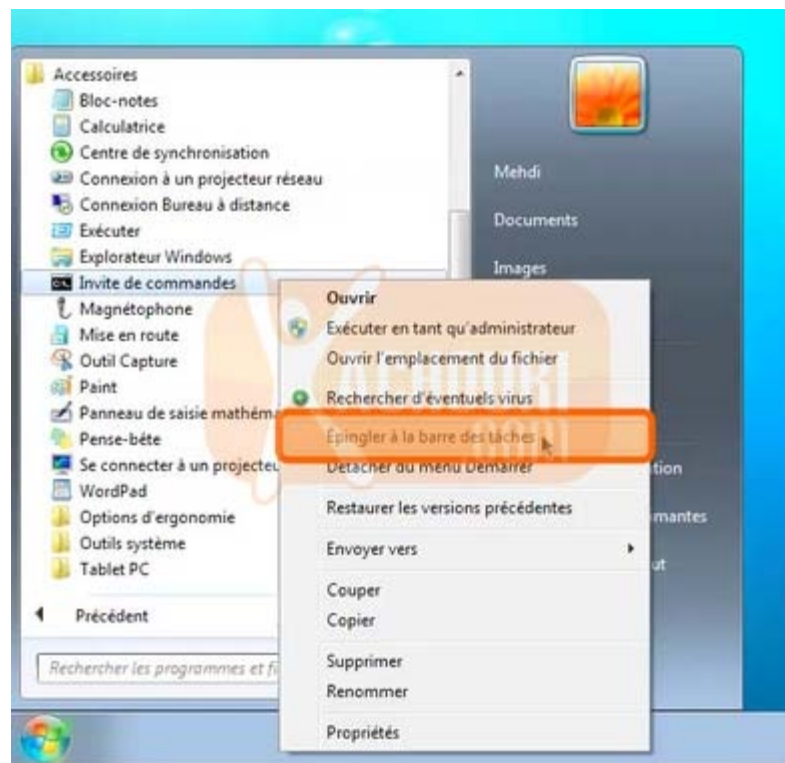 Accessoires
Bloc-notes
Calculatrice
Centre de synchronisation
Connexion à un projecteur réseau
Connexion Bureau à distance
Exécuter
Explorateur Windows
Invite de commandes
Magnétophone
Mise en route
Outil Capture
Paint
Panneau de saisie mathém
Pense-bête
Se connecter à un projecteu
WordPad
Options d'ergonomie
Outils système
Tablet PC
Précédent
Rechercher les programmes et fi
Mehdi
Documents
Images
tion
mantes
ut
Ouvrir
Exécuter en tant qu'administrateur
Ouvrir l'emplacement du fichier
Rechercher d'éventuels virus
Épingler à la barre des tâches
Détacher du menu Démarrer
Restaurer les versions précédentes
Envoyer vers
Couper
Copier
Supprimer
Renommer
Propriétés